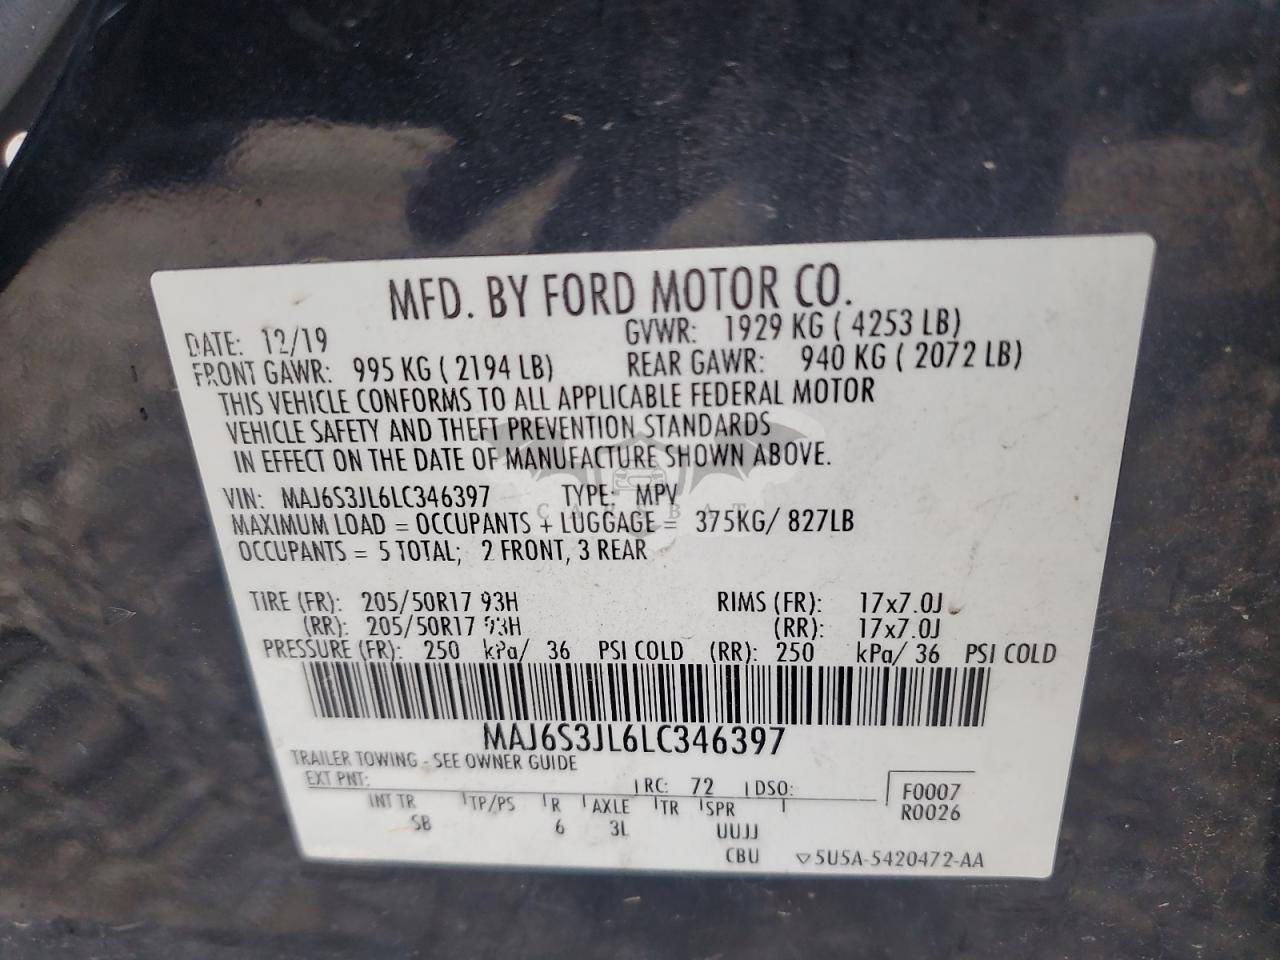 MFD. BY FORD MOTOR CO.
DATE: 12/19 GVWR: 1929 KG ( 4253 LB)
FRONT GAWR: 995 KG ( 2194 LB) REAR GAWR: 940 KG ( 2072 LB)
THIS VEHICLE CONFORMS TO ALL APPLICABLE FEDERAL MOTOR
VEHICLE SAFETY AND THEFT PREVENTION STANDARDS
IN EFFECT ON THE DATE OF MANUFACTURE SHOWN ABOVE.
VIN: MAJ6S3JL6LC346397 TYPE: MPV
CARSBAT
MAXIMUM LOAD = OCCUPANTS + LUGGAGE = 375KG/ 827LB
OCCUPANTS = 5 TOTAL; 2 FRONT, 3 REAR
TIRE (FR): 205/50R17 93H RIMS (FR): 17x7.0J
(RR): 205/50R17 93H (RR): 17x7.0J
PRESSURE (FR): 250 kPa/ 36 PSI COLD (RR): 250 kPa/ 36 PSI COLD
MAJ6S3JL6LC346397
TRAILER TOWING - SEE OWNER GUIDE
EXT PNT: RC: 72 DSO: F0007
INT TR TP/PS R AXLE TR SPR R0026
SB 6 3L UUJJ
CBU 5U5A-5420472-AA